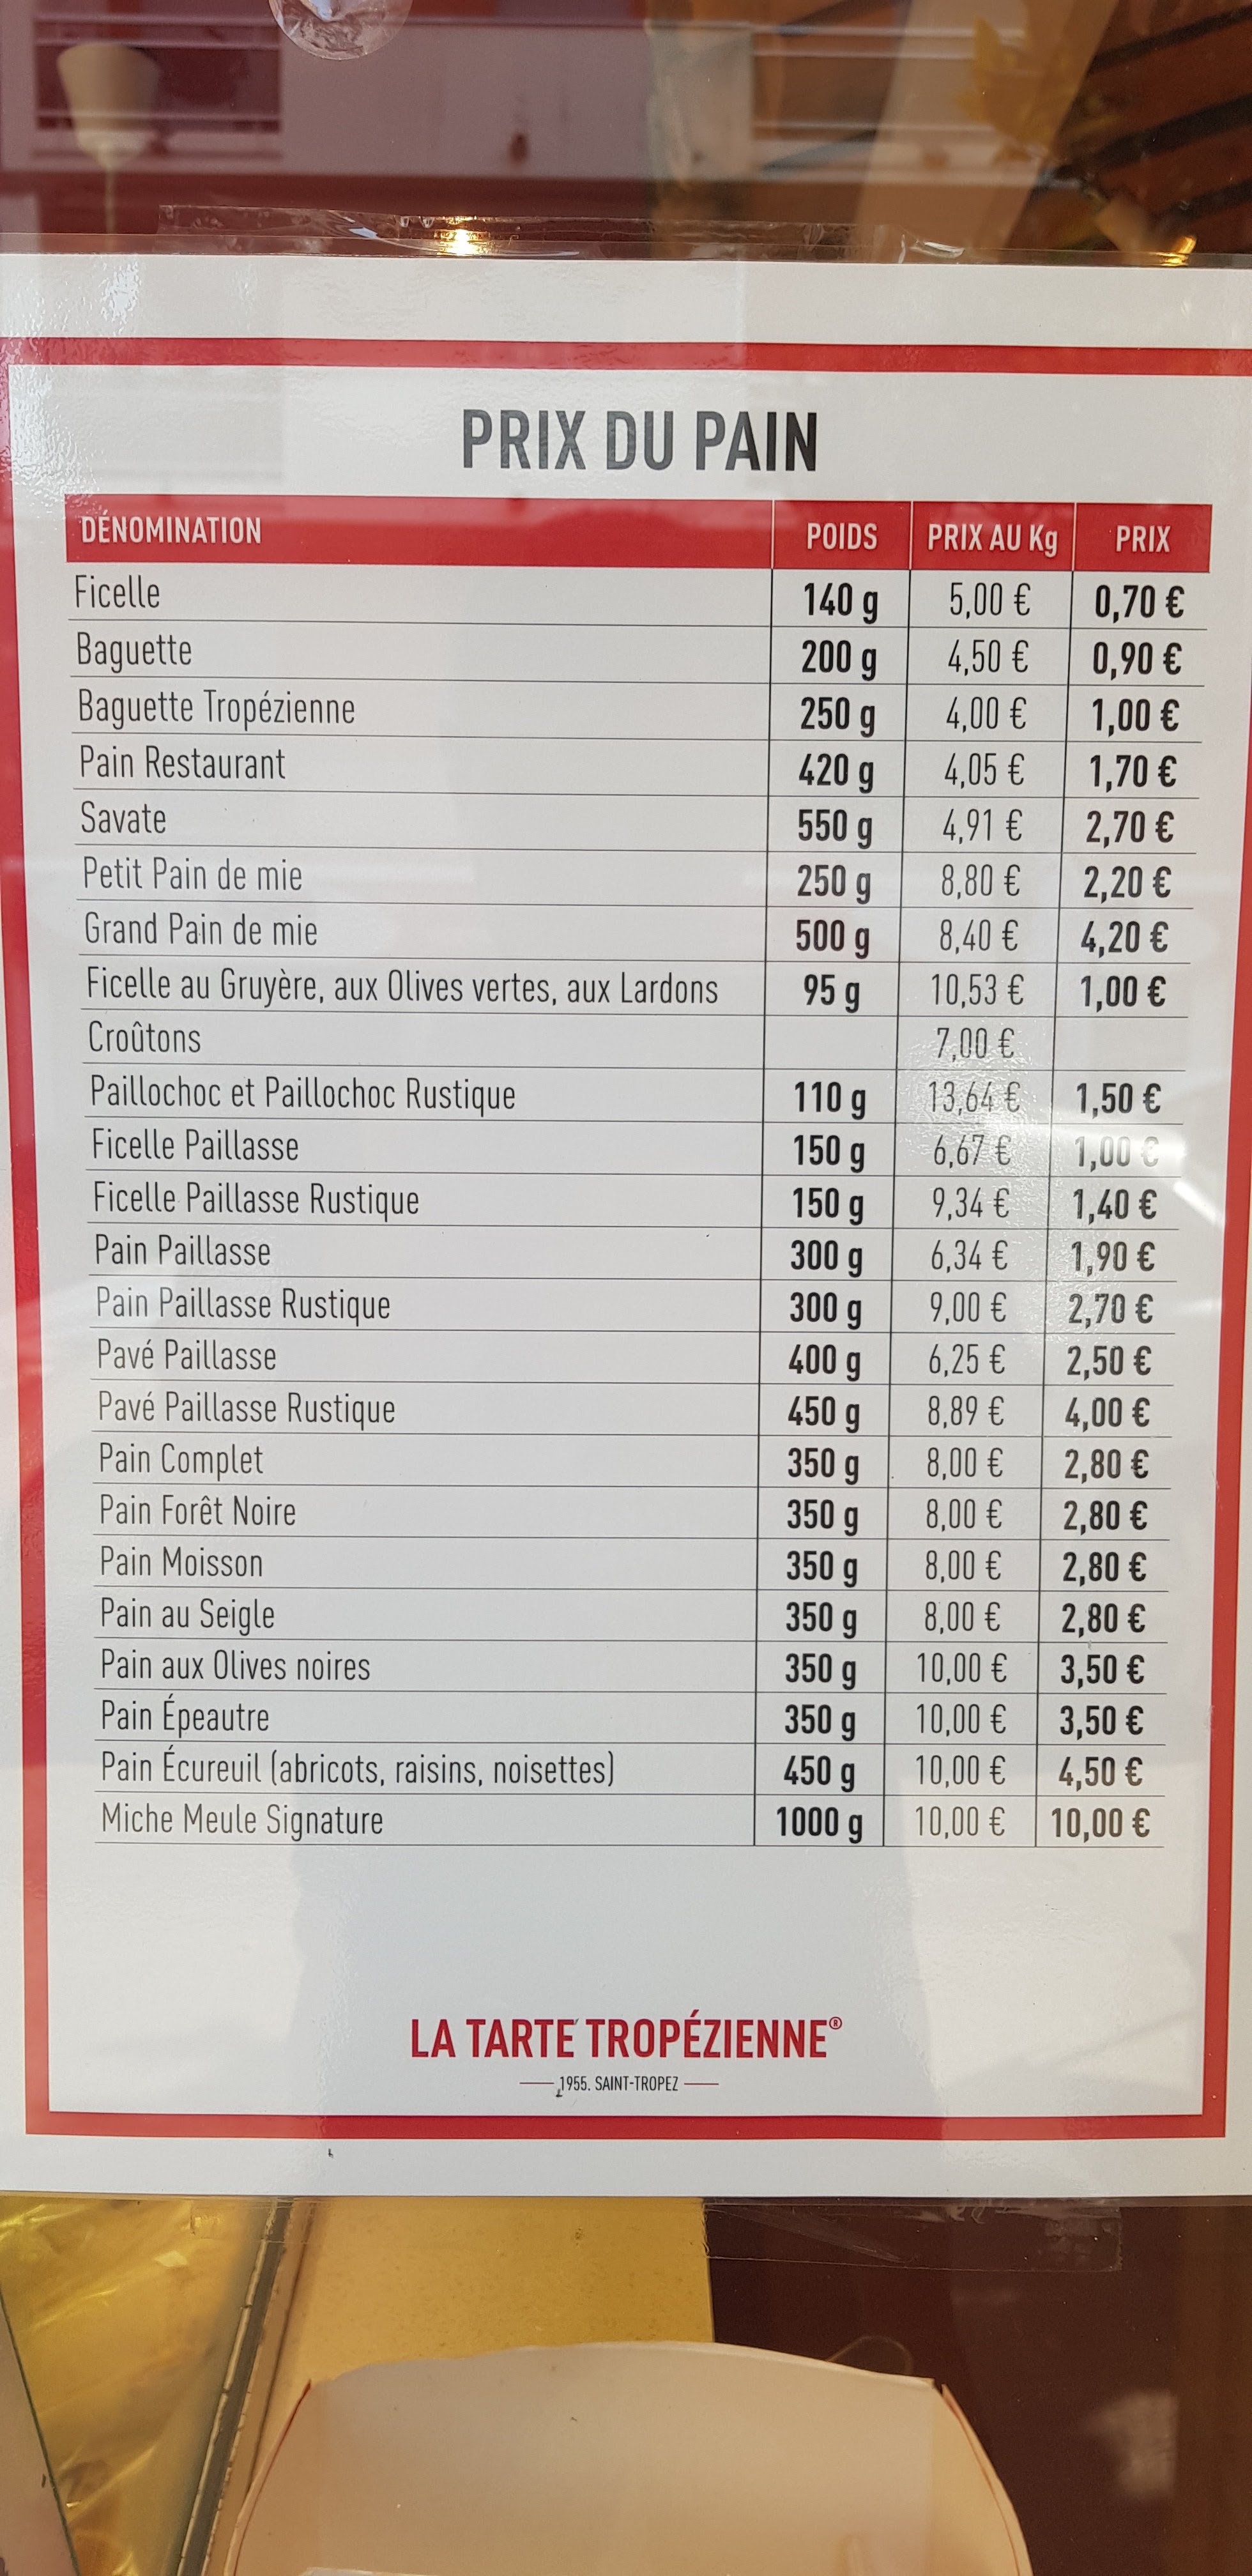 PRIX DU PAIN
DÉNOMINATION POIDS PRIX AU Kg PRIX
Ficelle 140 g 5,00 € 0,70 €
Baguette 200 g 4,50 € 0,90 €
Baguette Tropézienne 250 g 4,00 € 1,00 €
Pain Restaurant 420 g 4,05 € 1,70 €
Savate 550 g 4,91 € 2,70 €
Petit Pain de mie 250 g 8,80 € 2,20 €
Grand Pain de mie 500 g 8,40 € 4,20 €
Ficelle au Gruyère, aux Olives vertes, aux Lardons 95 g 10,53 € 1,00 €
Croûtons 7,00 €
Paillochoc et Paillochoc Rustique 110 g 13,64 € 1,50 €
Ficelle Paillasse 150 g 6,67 € 1,00 €
Ficelle Paillasse Rustique 150 g 9,34 € 1,40 €
Pain Paillasse 300 g 6,34 € 1,90 €
Pain Paillasse Rustique 300 g 9,00 € 2,70 €
Pavé Paillasse 400 g 6,25 € 2,50 €
Pavé Paillasse Rustique 450 g 8,89 € 4,00 €
Pain Complet 350 g 8,00 € 2,80 €
Pain Forêt Noire 350 g 8,00 € 2,80 €
Pain Moisson 350 g 8,00 € 2,80 €
Pain au Seigle 350 g 8,00 € 2,80 €
Pain aux Olives noires 350 g 10,00 € 3,50 €
Pain Épeautre 350 g 10,00 € 3,50 €
Pain Écureuil (abricots, raisins, noisettes) 450 g 10,00 € 4,50 €
Miche Meule Signature 1000 g 10,00 € 10,00 €
LA TARTE TROPÉZIENNE®
1955. SAINT-TROPEZ